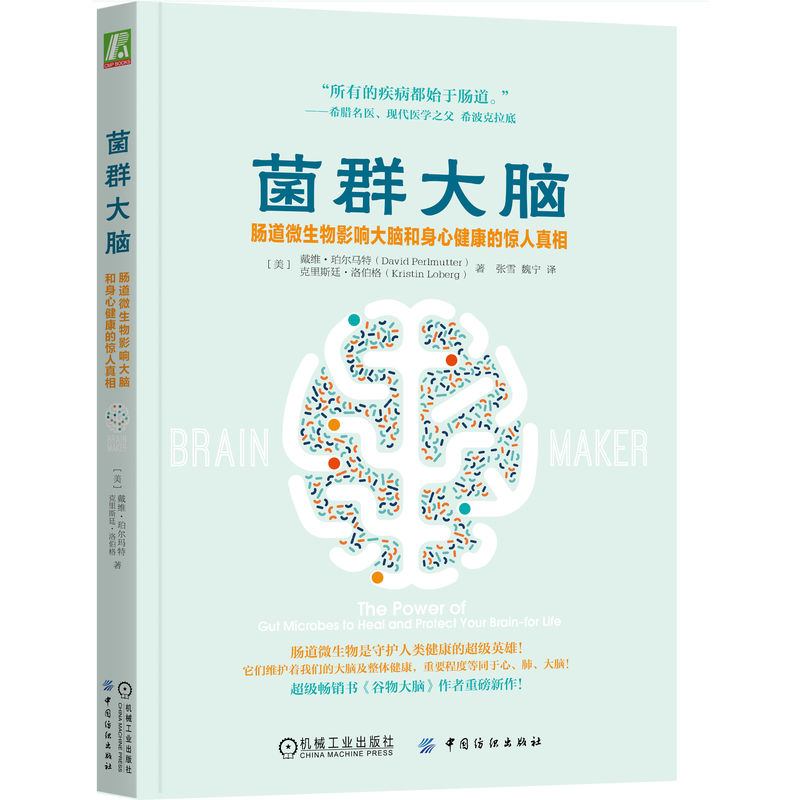 CMP BOOKS
菌群大脑
肠道微生物影响大脑
和身心健康的惊人真相
BRAIN
MAKER
[美] 戴维·珀尔玛特
克里斯廷·洛伯格 著
机械工业出版社
CHINA MACHINE PRESS
中国纺织出版社
“所有的疾病都始于肠道。”
——希腊名医、现代医学之父 希波克拉底
菌群大脑
肠道微生物影响大脑和身心健康的惊人真相
[美] 戴维·珀尔马特(David Perlmutter)
克里斯廷·洛伯格(Kristin Loberg) 著 张雪 魏宁 译
BRAIN MAKER
The Power of
Gut Microbes to Heal and Protect Your Brain-for Life
肠道微生物是守护人类健康的超级英雄!
它们维护着我们的大脑及整体健康,重要程度等同于心、肺、大脑!
超级畅销书《谷物大脑》作者重磅新作!
机械工业出版社
CHINA MACHINE PRESS
中国纺织出版社